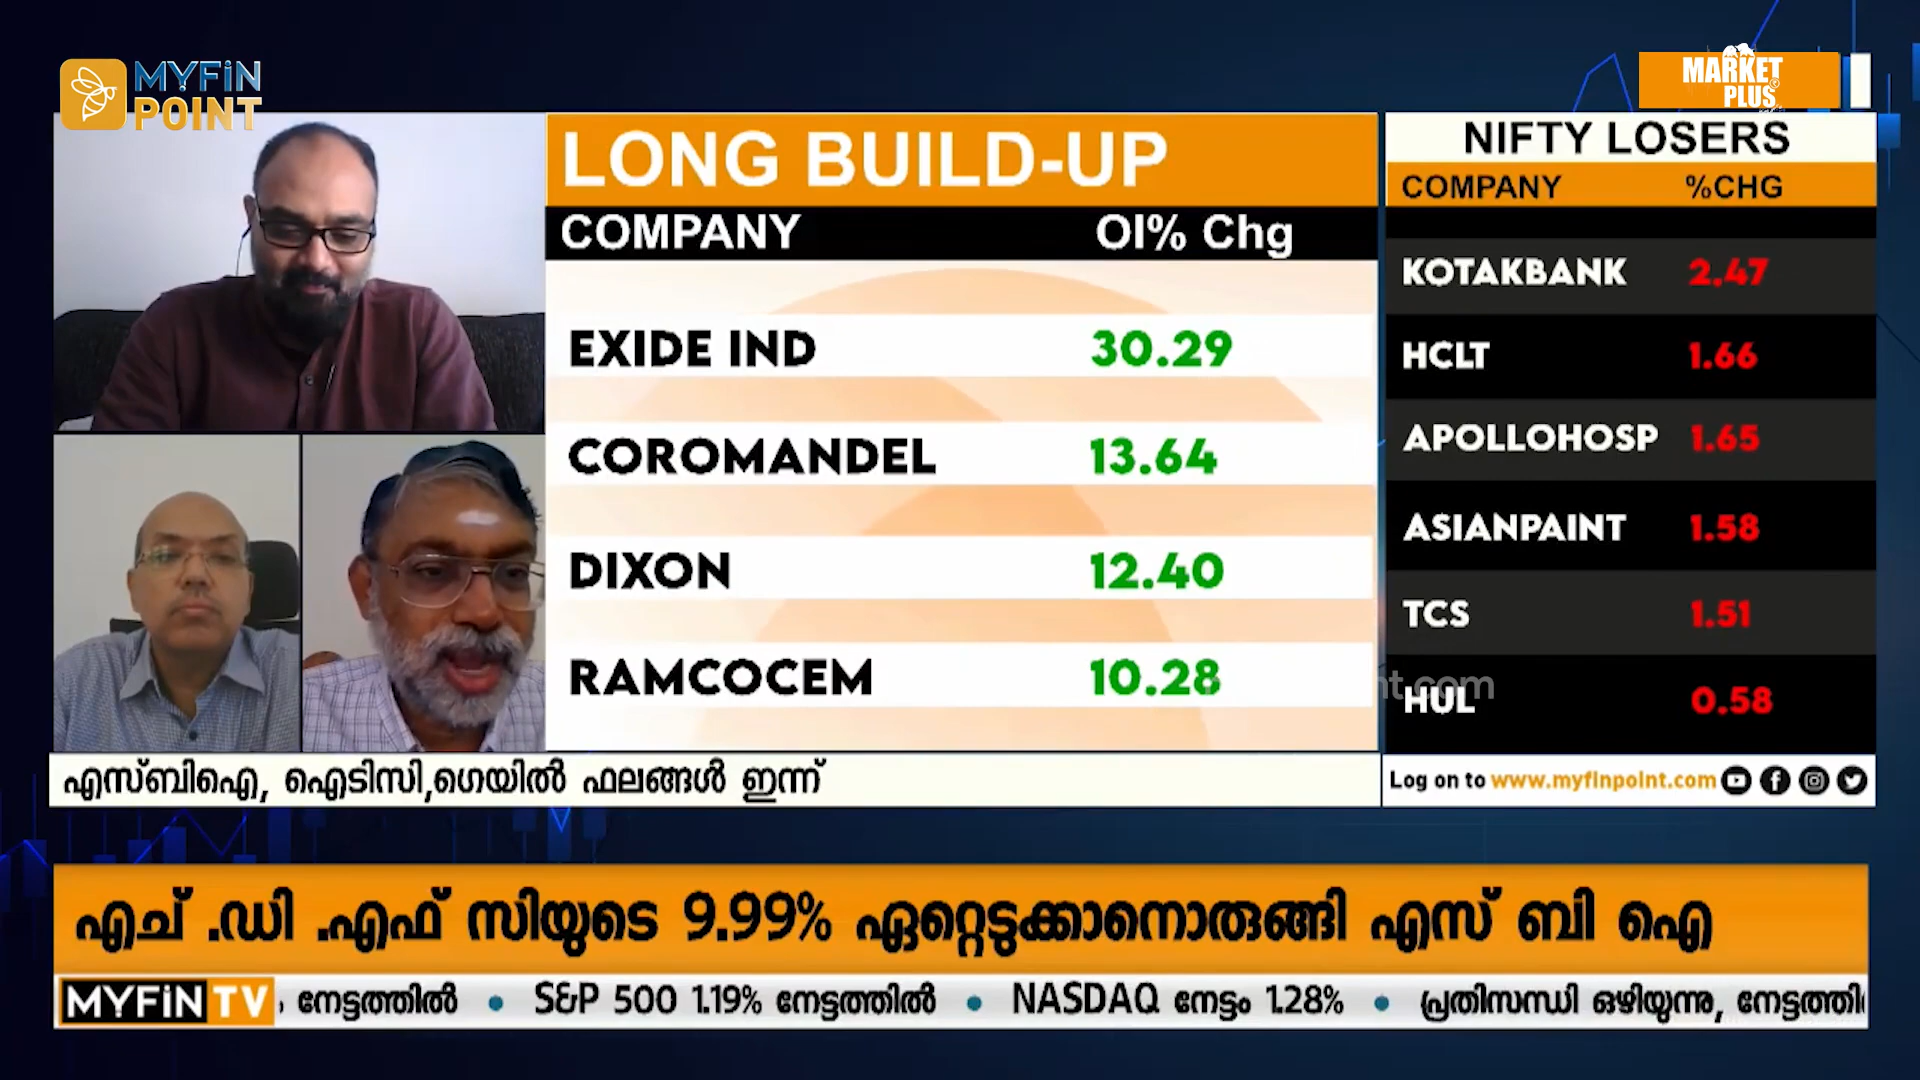 MYFiN
POINT
MARKET
PLUS
LONG BUILD-UP
COMPANY OI% Chg
EXIDE IND 30.29
COROMANDEL 13.64
DIXON 12.40
RAMCOCEM 10.28
NIFTY LOSERS
COMPANY %CHG
KOTAKBANK 2.47
HCLT 1.66
APOLLOHOSP 1.65
ASIANPAINT 1.58
TCS 1.51
HUL 0.58
nt.com
എസ്ബിഐ, ഐടിസി,ഗെയിൽ ഫലങ്ങൾ ഇന്ന്
Log on to www.myfinpoint.com
എച് .ഡി .എഫ് സിയുടെ 9.99% ഏറ്റെടുക്കാനൊരുങ്ങി എസ് ബി ഐ
MYFiN TV
നേട്ടത്തിൽ • S&P 500 1.19% നേട്ടത്തിൽ • NASDAQ നേട്ടം 1.28% • പ്രതിസന്ധി ഒഴിയുന്നു, നേട്ടത്തി